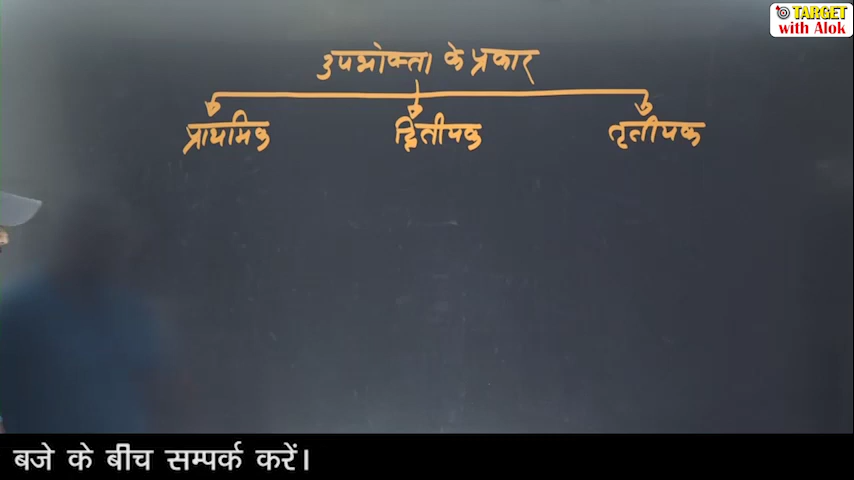 TARGET
with Alok
उपभोक्ता के प्रकार
प्राथमिक द्वितीयक तृतीयक
बजे के बीच सम्पर्क करें।